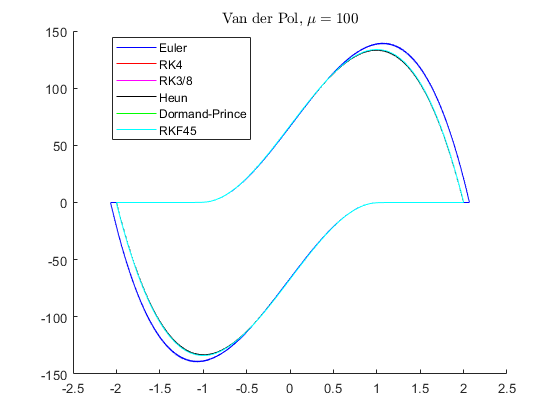 Van der Pol, μ = 100
150
100
50
0
-50
-100
-150
Euler
RK4
RK3/8
Heun
Dormand-Prince
RKF45
-2.5 -2 -1.5 -1 -0.5 0 0.5 1 1.5 2 2.5